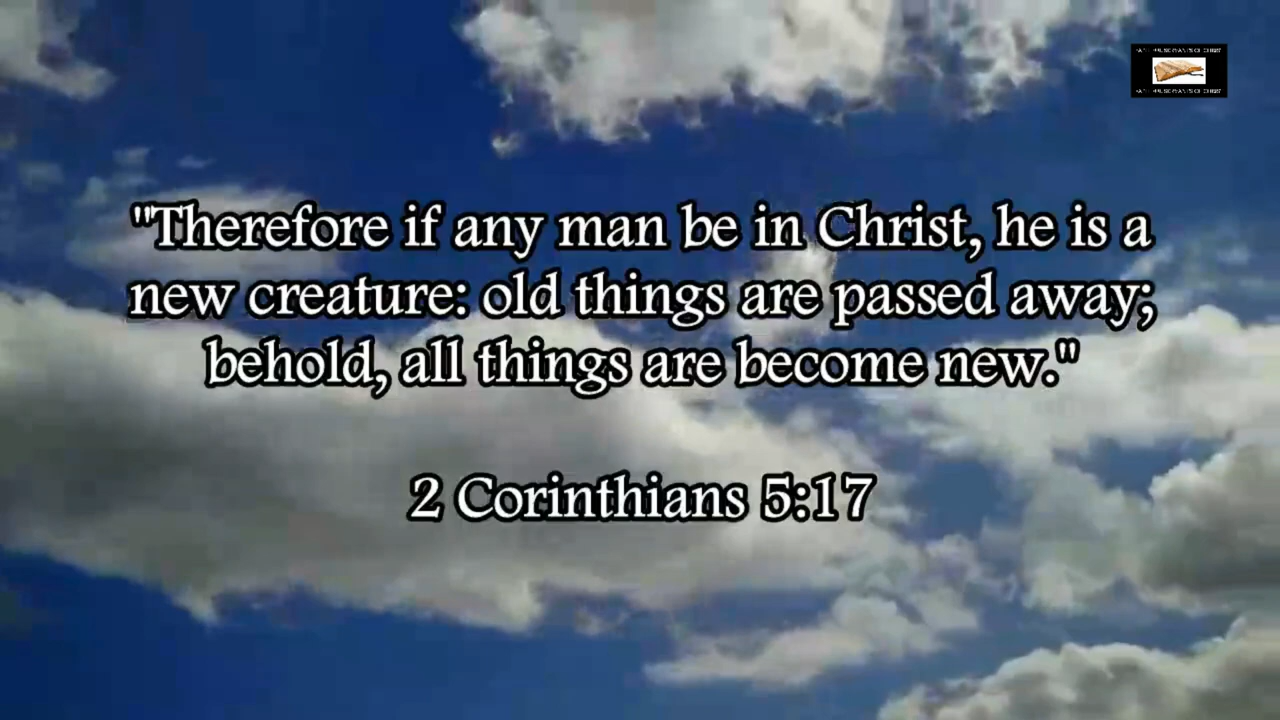 "Therefore if any man be in Christ, he is a
new creature: old things are passed away;
behold, all things are become new."
2 Corinthians 5:17